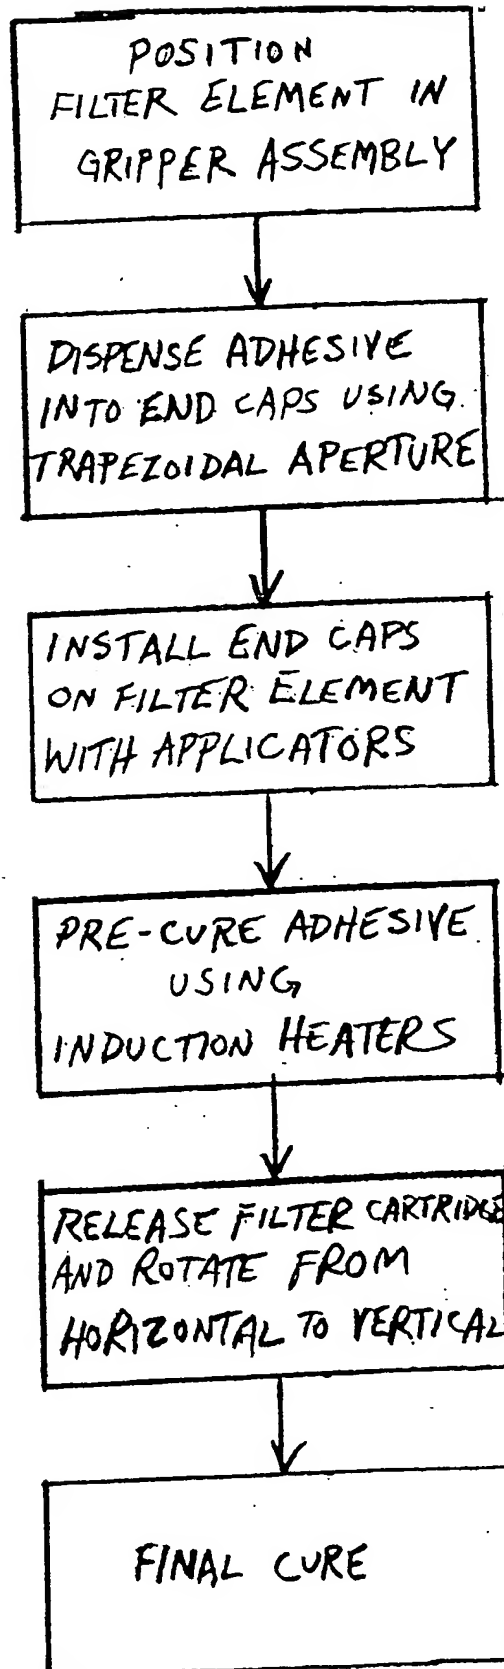 POSITION
FILTER ELEMENT IN
GRIPPER ASSEMBLY
DISPENSE ADHESIVE
INTO END CAPS USING
TRAPEZOIDAL APERTURE
INSTALL END CAPS
ON FILTER ELEMENT
WITH APPLICATORS
PRE-CURE ADHESIVE
USING
INDUCTION HEATERS
RELEASE FILTER CARTRIDGE
AND ROTATE FROM
HORIZONTAL TO VERTICAL
FINAL CURE